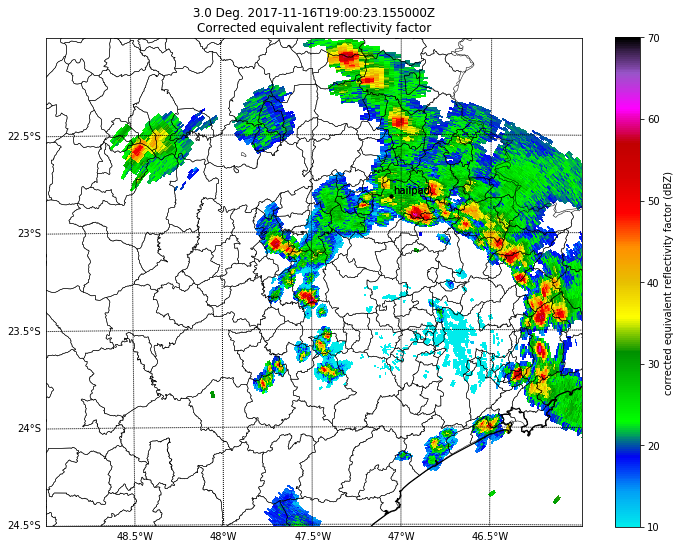 3.0 Deg. 2017-11-16T19:00:23.155000Z
Corrected equivalent reflectivity factor
22.5°S
23°S
23.5°S
24°S
24.5°S
48.5°W
48°W
47.5°W
47°W
46.5°W
hailpad
70
60
50
40
30
20
10
corrected equivalent reflectivity factor (dBZ)